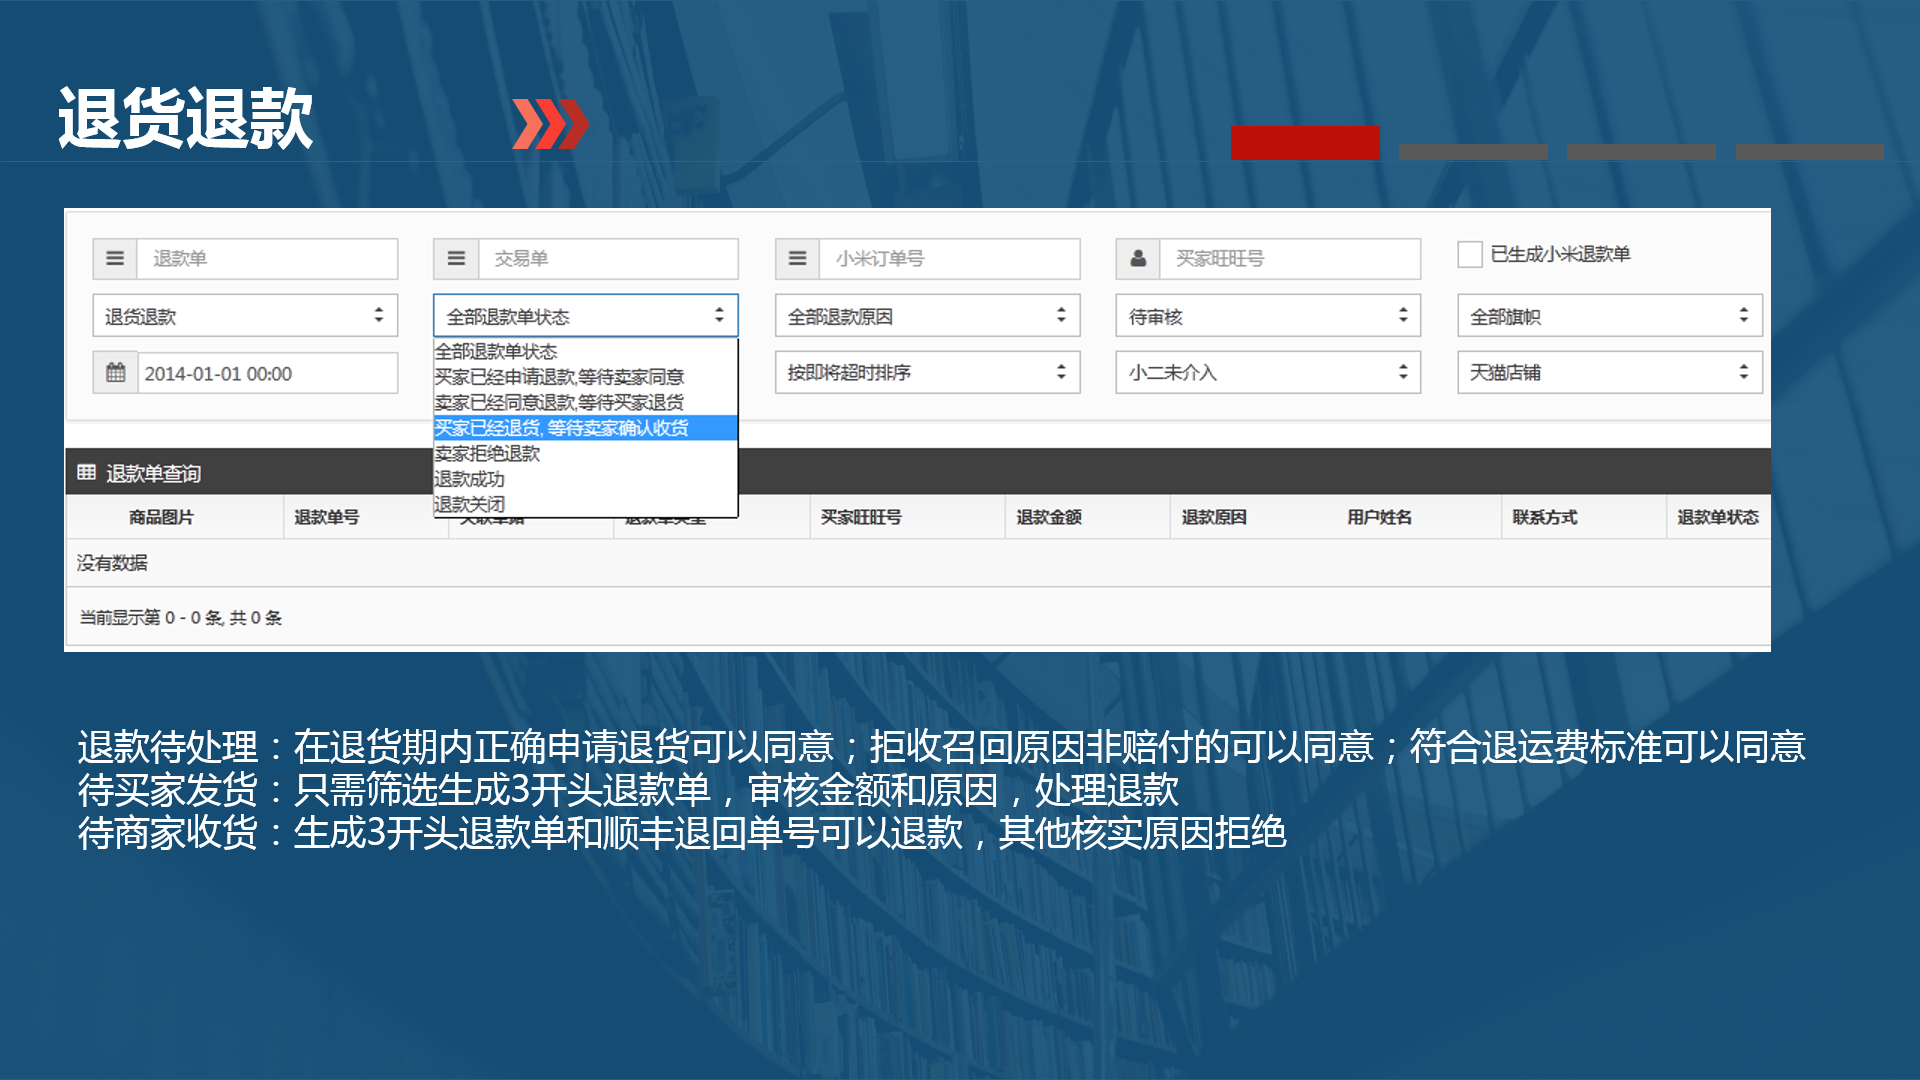 退货退款
退款单 交易单 小米订单号 买家旺旺号 已生成小米退款单
退货退款 全部退款单状态 全部退款原因 待审核 全部旗帜
全部退款单状态
2014-01-01 00:00 按即将超时排序 小二未介入 天猫店铺
买家已经申请退款,等待卖家同意
卖家已经同意退款,等待买家退货
买家已经退货, 等待卖家确认收货
卖家拒绝退款
退款成功
退款关闭
退款单查询
商品图片 退款单号 买家旺旺号 退款金额 退款原因 用户姓名 联系方式 退款单状态
没有数据
当前显示第 0 - 0 条, 共 0 条
退款待处理：在退货期内正确申请退货可以同意；拒收召回原因非赔付的可以同意；符合退运费标准可以同意
待买家发货：只需筛选生成3开头退款单，审核金额和原因，处理退款
待商家收货：生成3开头退款单和顺丰退回单号可以退款，其他核实原因拒绝